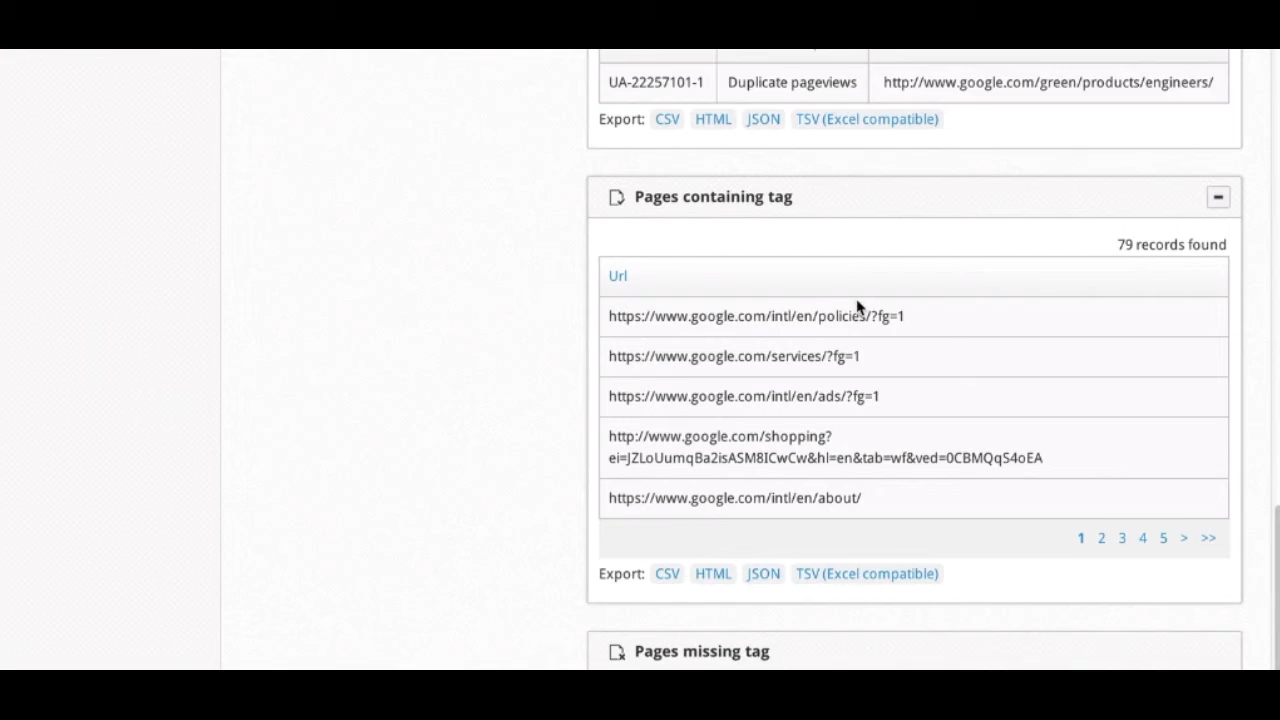 UA-22257101-1 Duplicate pageviews http://www.google.com/green/products/engineers/
Export: CSV HTML JSON TSV (Excel compatible)
Pages containing tag
79 records found
Url
https://www.google.com/intl/en/policies/?fg=1
https://www.google.com/services/?fg=1
https://www.google.com/intl/en/ads/?fg=1
http://www.google.com/shopping?
ei=JZLoUumqBa2isASM8ICwCw&hl=en&tab=wf&ved=0CBMQqS4oEA
https://www.google.com/intl/en/about/
1 2 3 4 5 > >>
Export: CSV HTML JSON TSV (Excel compatible)
Pages missing tag